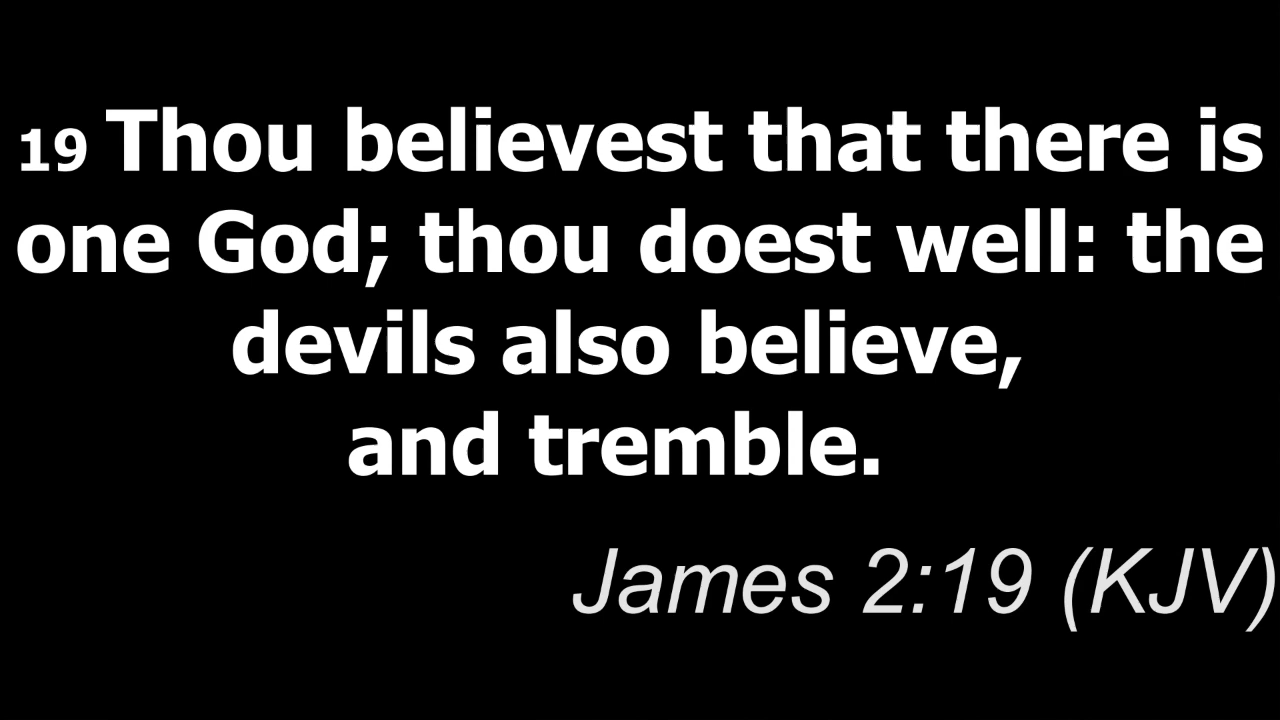 19 Thou believest that there is
one God; thou doest well: the
devils also believe,
and tremble.
James 2:19 (KJV)